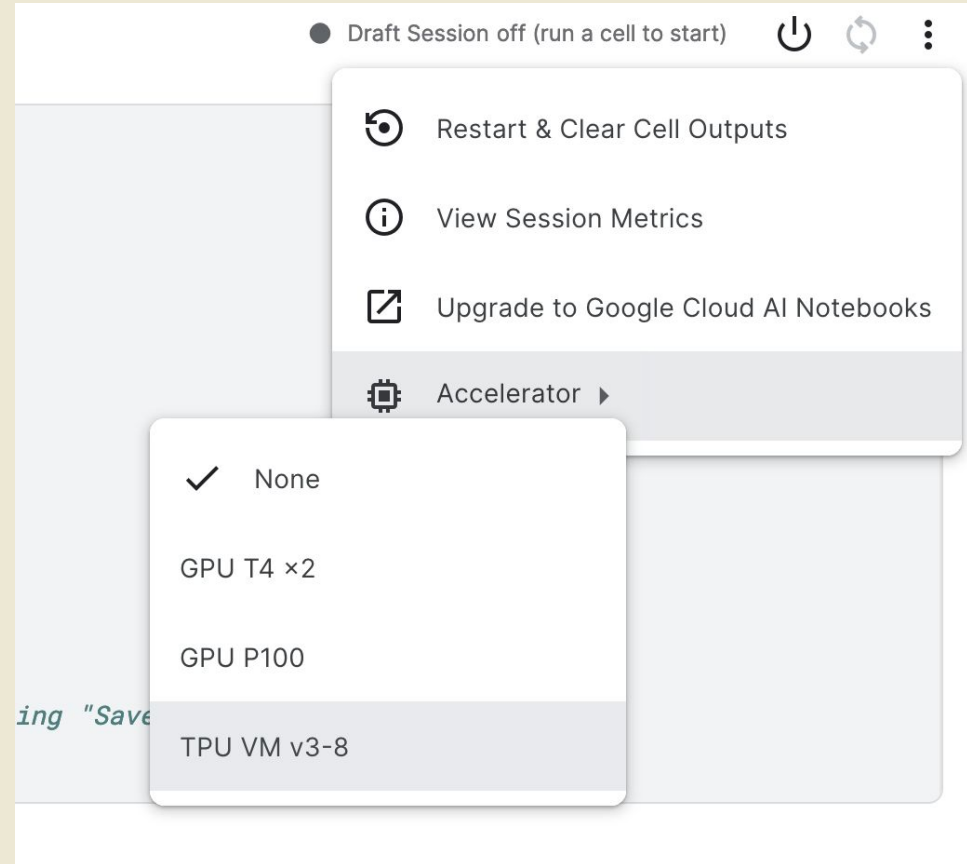 Draft Session off (run a cell to start)
Restart & Clear Cell Outputs
View Session Metrics
Upgrade to Google Cloud AI Notebooks
Accelerator
None
GPU T4 ×2
GPU P100
ing "Save
TPU VM v3-8